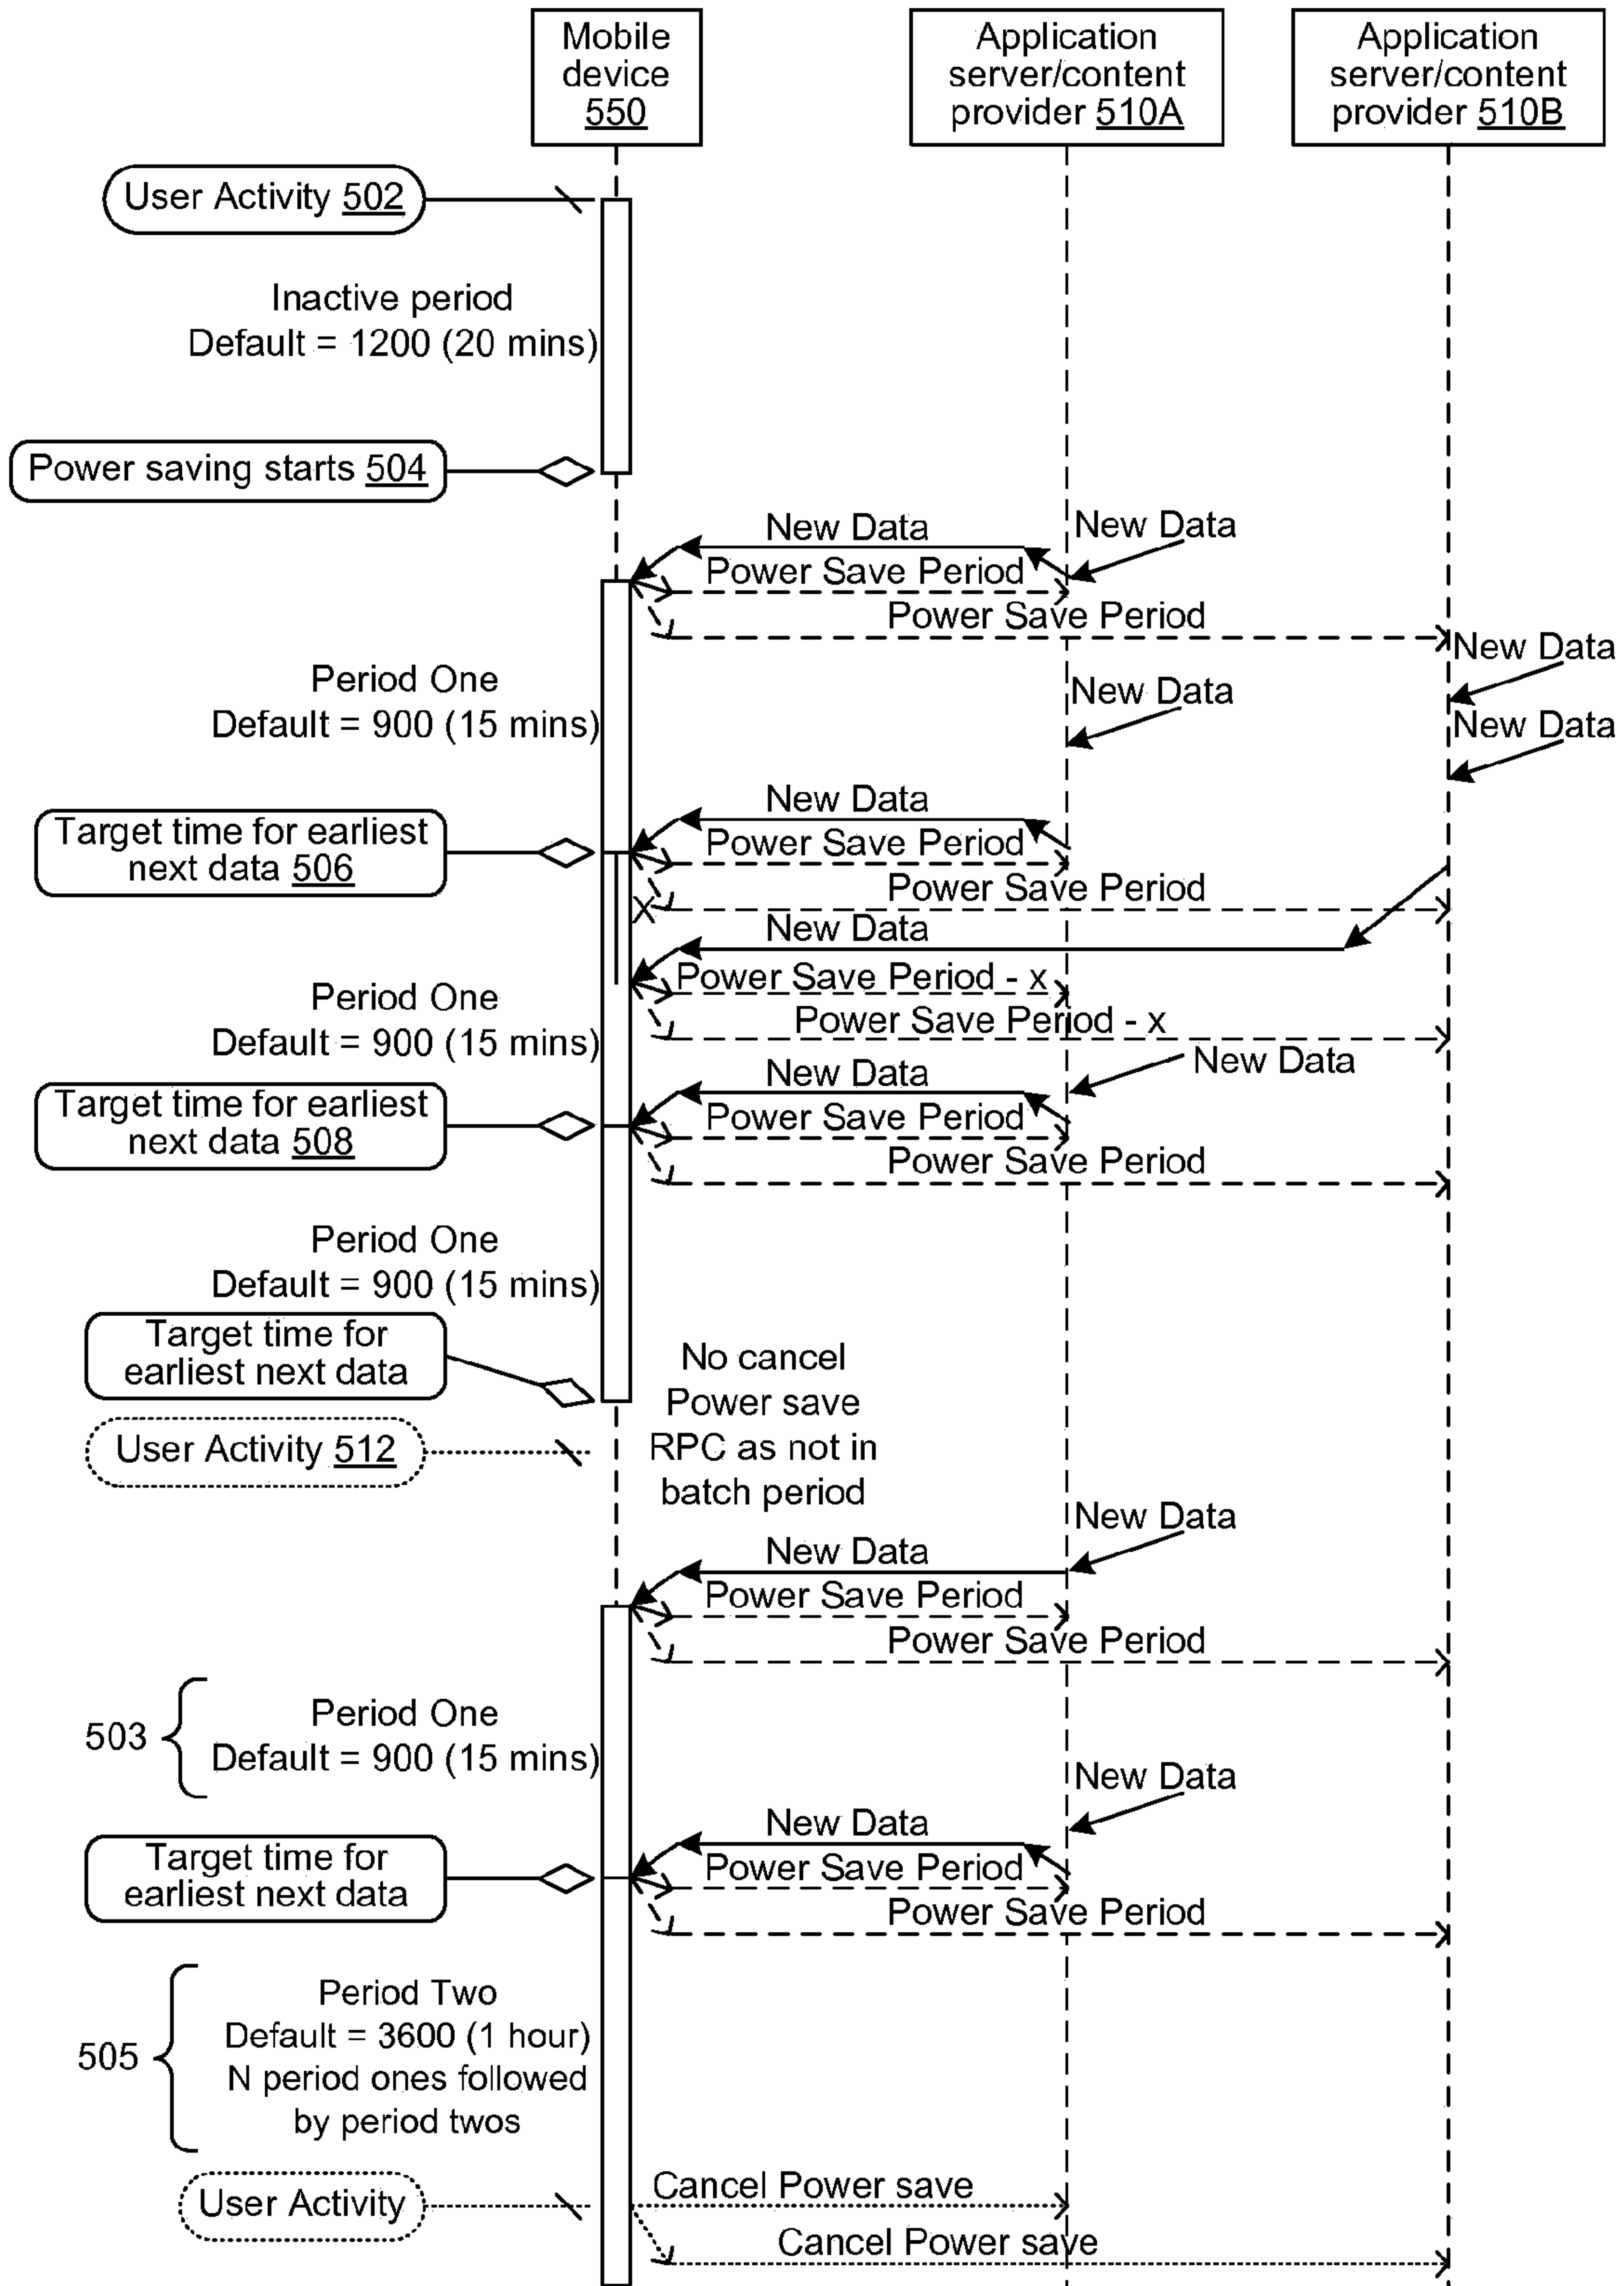 Mobile
device
550
Application
server/content
provider 510A
Application
server/content
provider 510B
User Activity 502
Inactive period
Default = 1200 (20 mins)
Power saving starts 504
New Data
New Data
Power Save Period
Power Save Period
New Data
Period One
Default = 900 (15 mins)
New Data
New Data
Target time for earliest
next data 506
New Data
Power Save Period
Power Save Period
X
New Data
Power Save Period - x
Power Save Period - x
Period One
Default = 900 (15 mins)
New Data
Target time for earliest
next data 508
New Data
Power Save Period
Power Save Period
Period One
Default = 900 (15 mins)
Target time for
earliest next data
No cancel
Power save
RPC as not in
batch period
User Activity 512
New Data
New Data
Power Save Period
Power Save Period
503
Period One
Default = 900 (15 mins)
New Data
Target time for
earliest next data
New Data
Power Save Period
Power Save Period
505
Period Two
Default = 3600 (1 hour)
N period ones followed
by period twos
User Activity
Cancel Power save
Cancel Power save